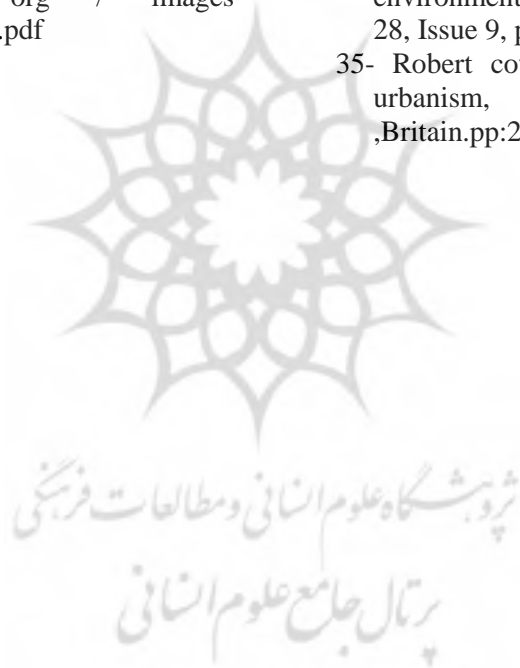 org / images
.pdf
environment
28, Issue 9, p
35- Robert cov
urbanism,
,Britain.pp:2
پژوهشگاه علوم انسانی و مطالعات فرهنگی
پرتال جامع علوم انسانی